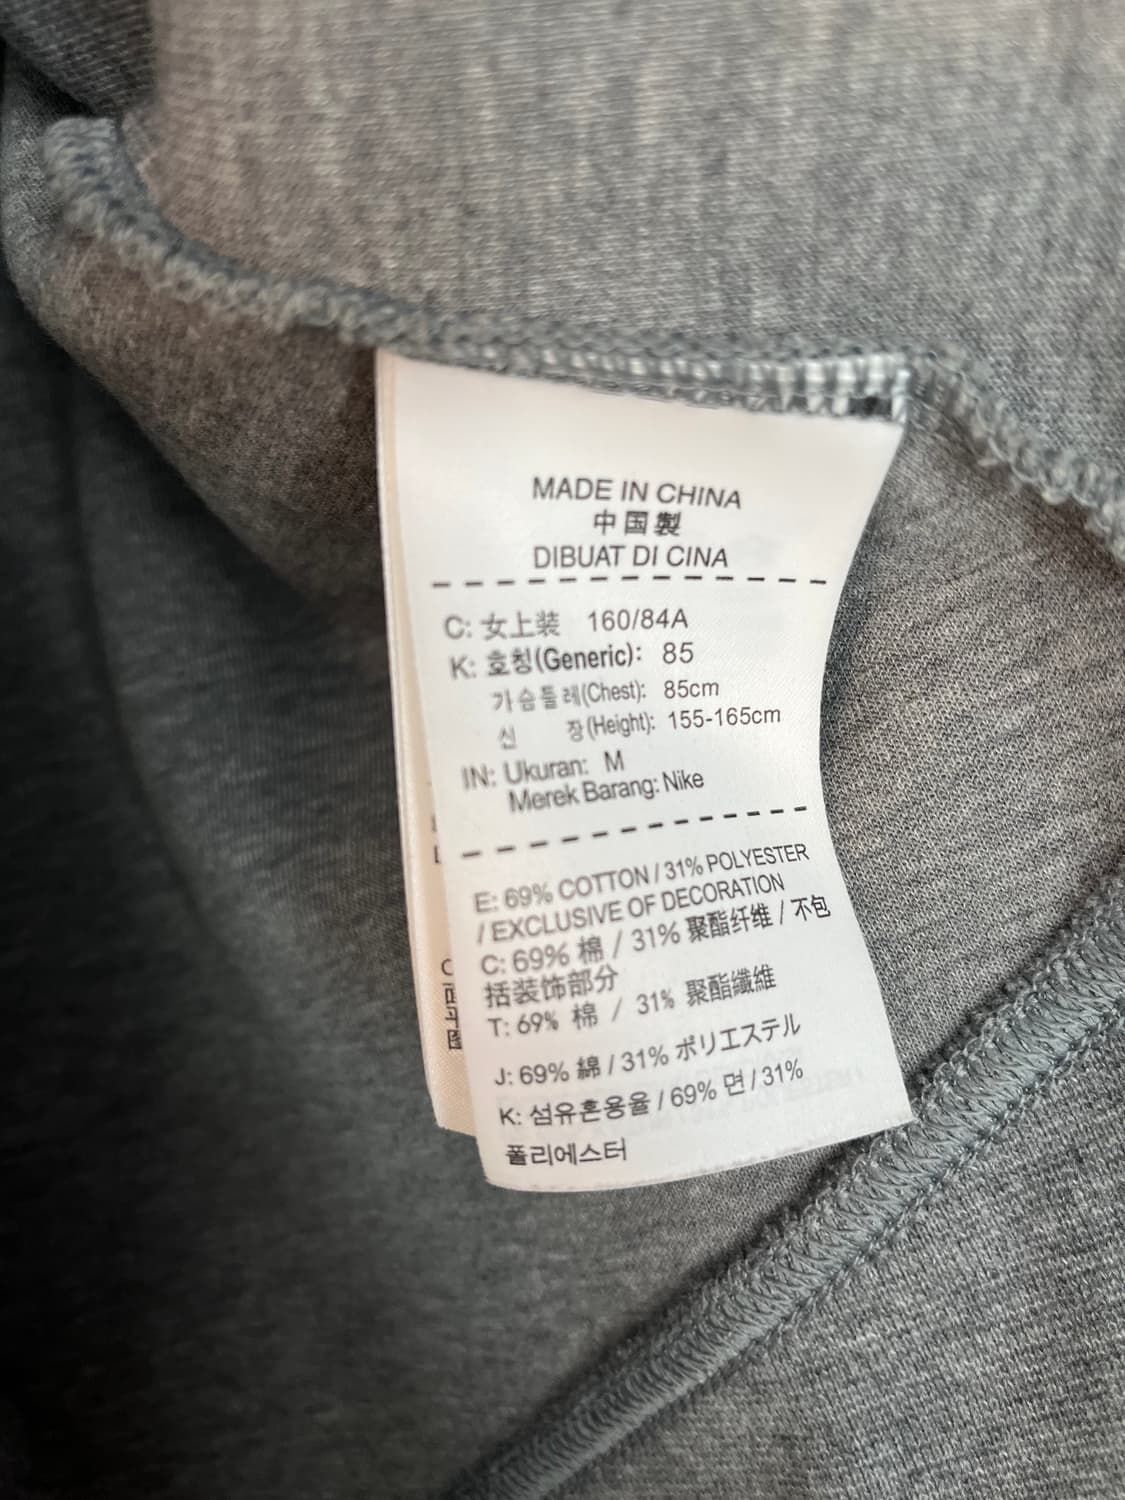 MADE IN CHINA
中国製
DIBUAT DI CINA
C: 女上装 160/84A
K: 호칭(Generic): 85
가슴둘레(Chest): 85cm
신 장(Height): 155-165cm
IN: Ukuran: M
Merek Barang: Nike
E: 69% COTTON / 31% POLYESTER
/ EXCLUSIVE OF DECORATION
C: 69% 棉 / 31% 聚酯纤维 / 不包
括装饰部分
T: 69% 棉 / 31% 聚酯纖維
J: 69% 綿 / 31% ポリエステル
K: 섬유혼용율 / 69% 면 / 31%
폴리에스터